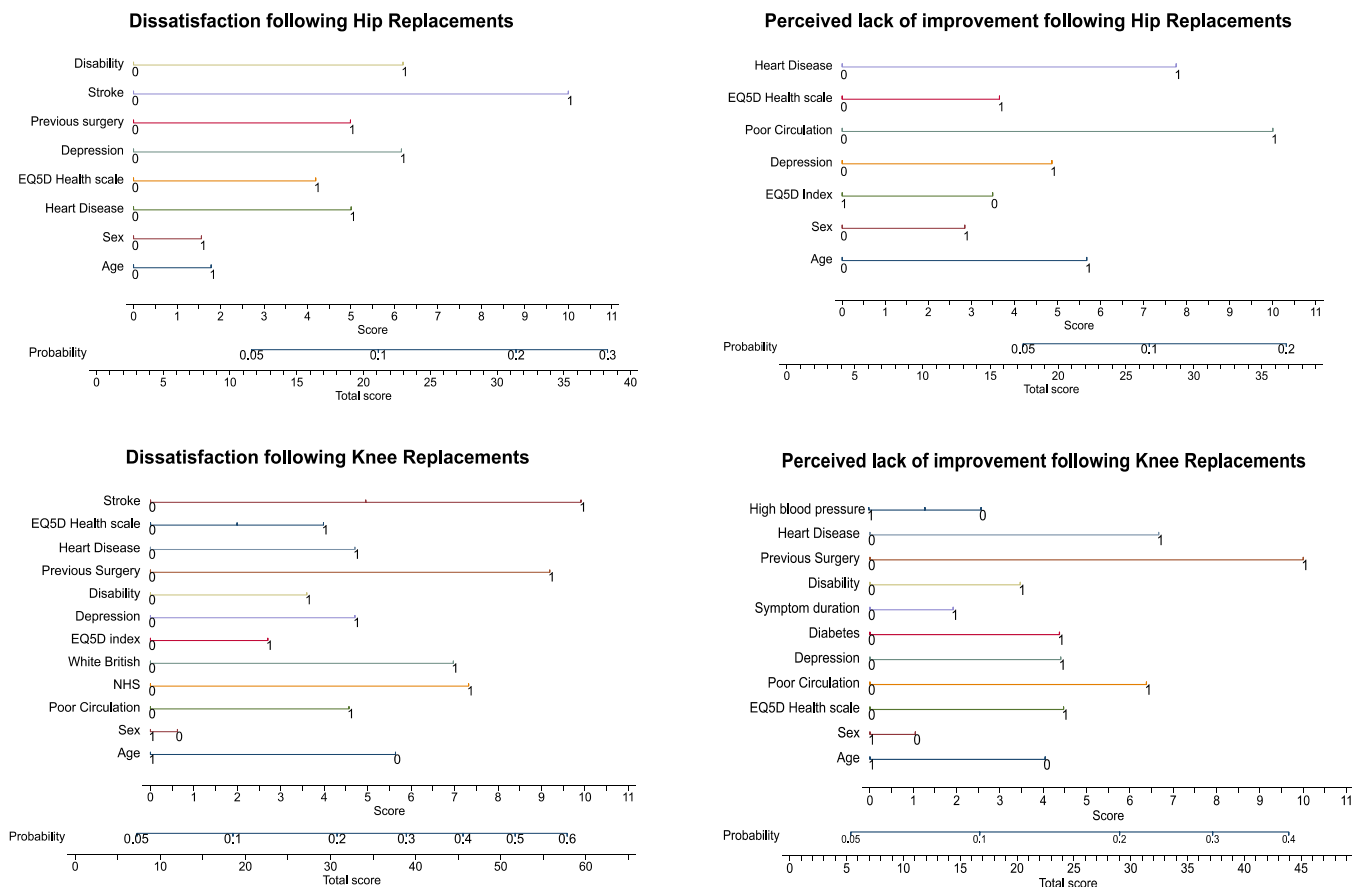 Dissatisfaction following Hip Replacements
Disability
0 1
Stroke
0 1
Previous surgery
0 1
Depression
0 1
EQ5D Health scale
0 1
Heart Disease
0 1
Sex
0 1
Age
0 1
0 1 2 3 4 5 6 7 8 9 10 11
Score
Probability
0.05 0.1 0.2 0.3
0 5 10 15 20 25 30 35 40
Total score
Perceived lack of improvement following Hip Replacements
Heart Disease
0 1
EQ5D Health scale
0 1
Poor Circulation
0 1
Depression
0 1
EQ5D Index
1 0
Sex
0 1
Age
0 1
0 1 2 3 4 5 6 7 8 9 10 11
Score
Probability
0.05 0.1 0.2
0 5 10 15 20 25 30 35
Total score
Dissatisfaction following Knee Replacements
Stroke
0 1
EQ5D Health scale
0 1
Heart Disease
0 1
Previous Surgery
0 1
Disability
0 1
Depression
0 1
EQ5D index
0 1
White British
0 1
NHS
0 1
Poor Circulation
0 1
Sex
1 0
Age
1 0
0 1 2 3 4 5 6 7 8 9 10 11
Score
Probability
0.05 0.1 0.2 0.3 0.4 0.5 0.6
0 10 20 30 40 50 60
Total score
Perceived lack of improvement following Knee Replacements
High blood pressure
1 0
Heart Disease
0 1
Previous Surgery
0 1
Disability
0 1
Symptom duration
0 1
Diabetes
0 1
Depression
0 1
Poor Circulation
0 1
EQ5D Health scale
0 1
Sex
1 0
Age
1 0
0 1 2 3 4 5 6 7 8 9 10 11
Score
Probability
0.05 0.1 0.2 0.3 0.4
0 5 10 15 20 25 30 35 40 45
Total score